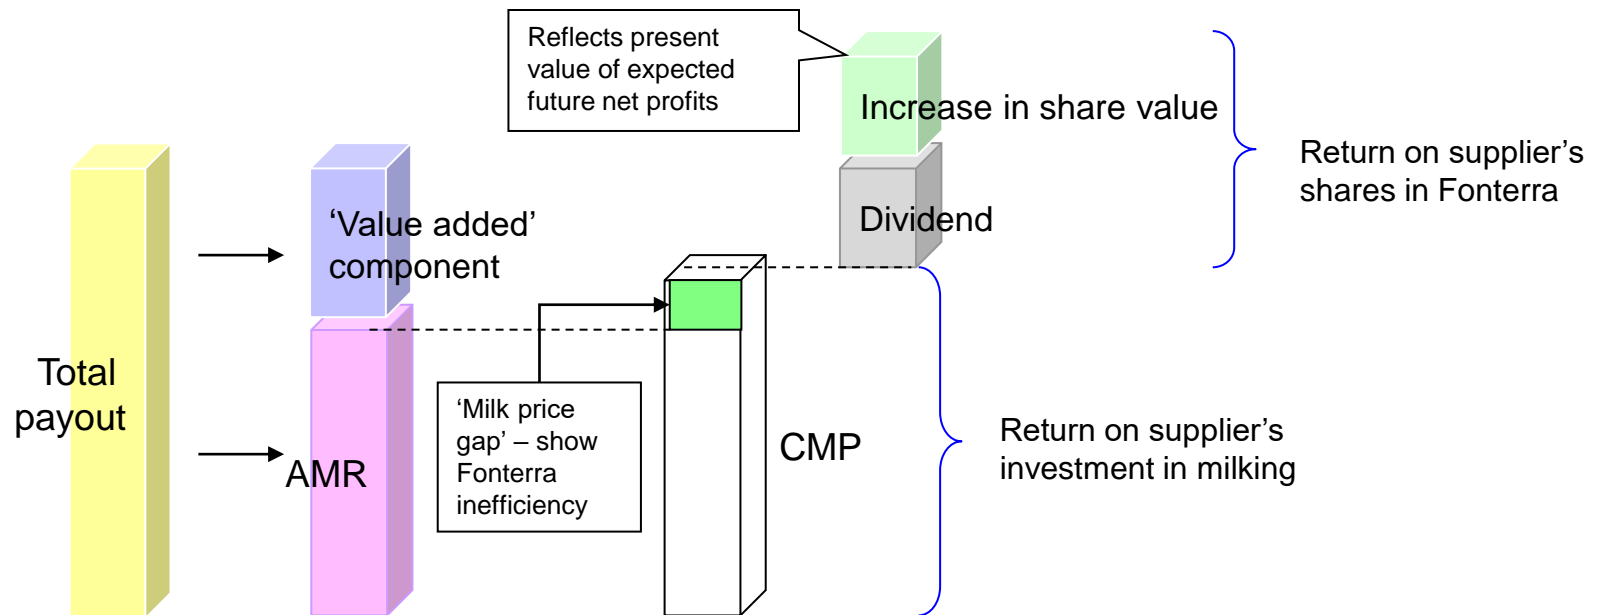 Reflects present
value of expected
future net profits
Increase in share value
Return on supplier’s
shares in Fonterra
‘Value added’
component
Dividend
Total
payout
AMR
‘Milk price
gap’ – show
Fonterra
inefficiency
CMP
Return on supplier’s
investment in milking